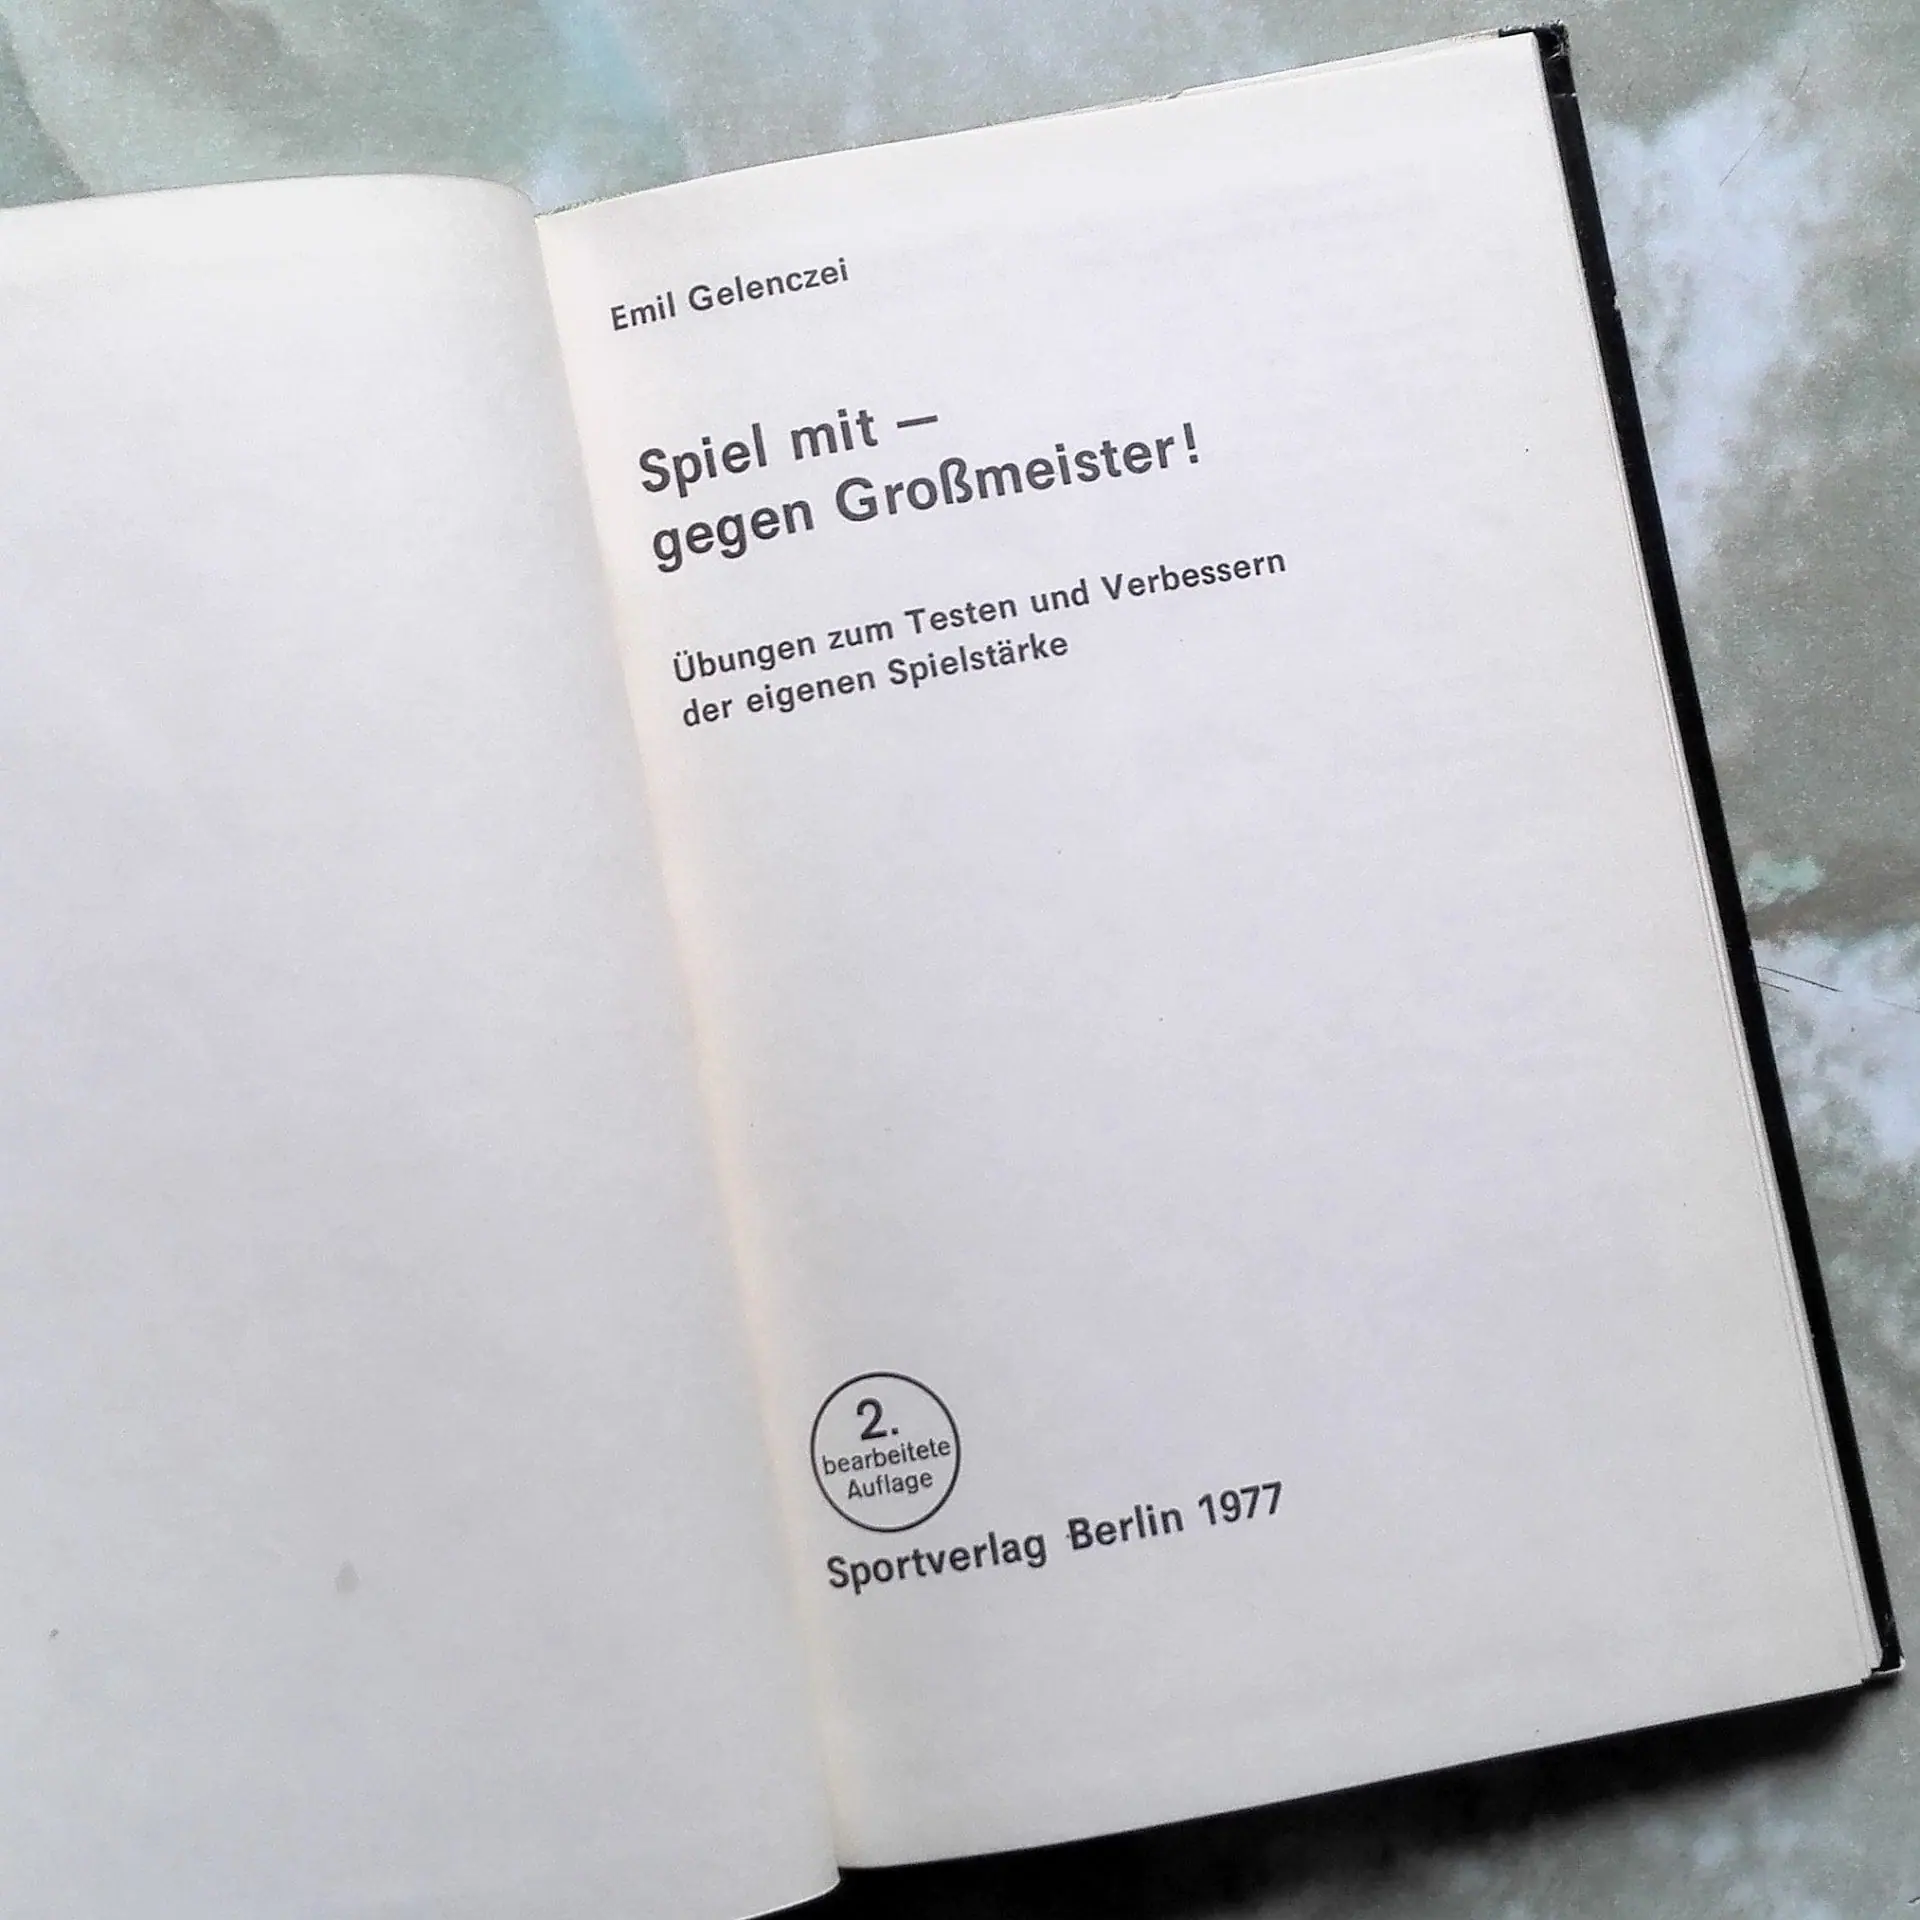 Emil Gelenczei
Spiel mit —
gegen Großmeister!
Übungen zum Testen und Verbessern
der eigenen Spielstärke
2.
bearbeitete
Auflage
Sportverlag Berlin 1977